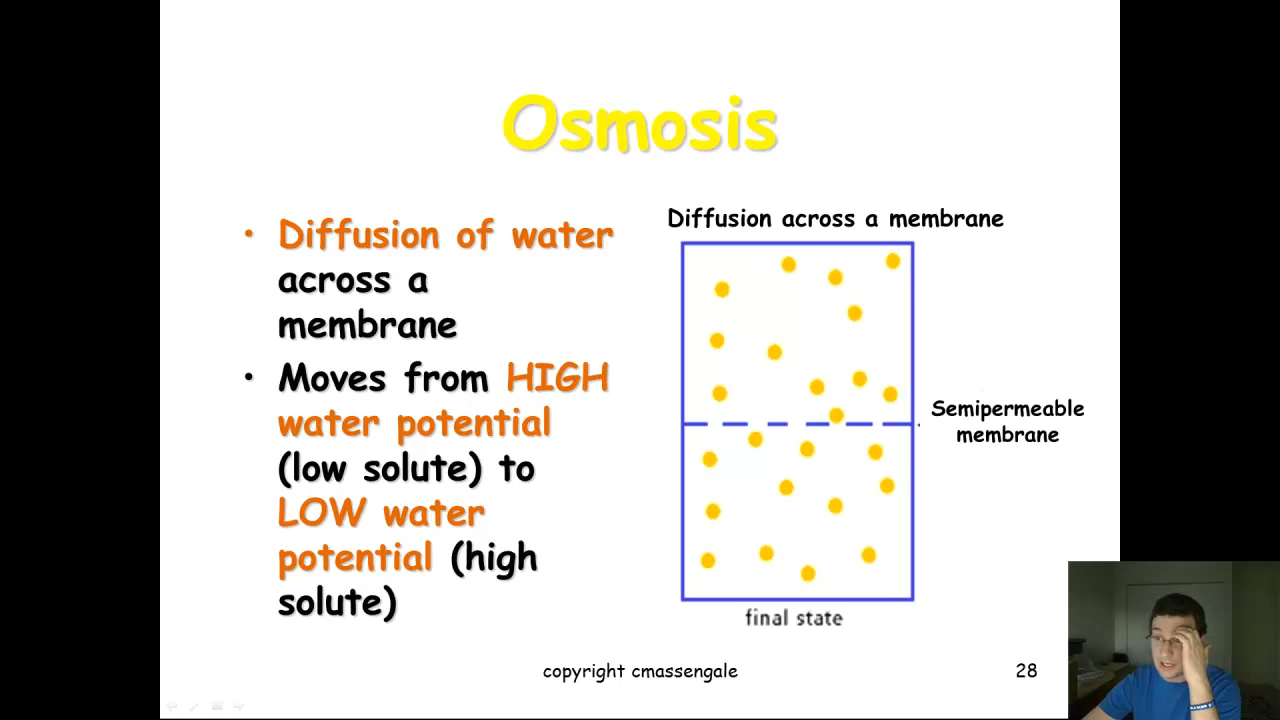 Osmosis
• Diffusion of water
across a
membrane
• Moves from HIGH
water potential
(low solute) to
LOW water
potential (high
solute)
Diffusion across a membrane
Semipermeable
membrane
final state
copyright cmassengale
28